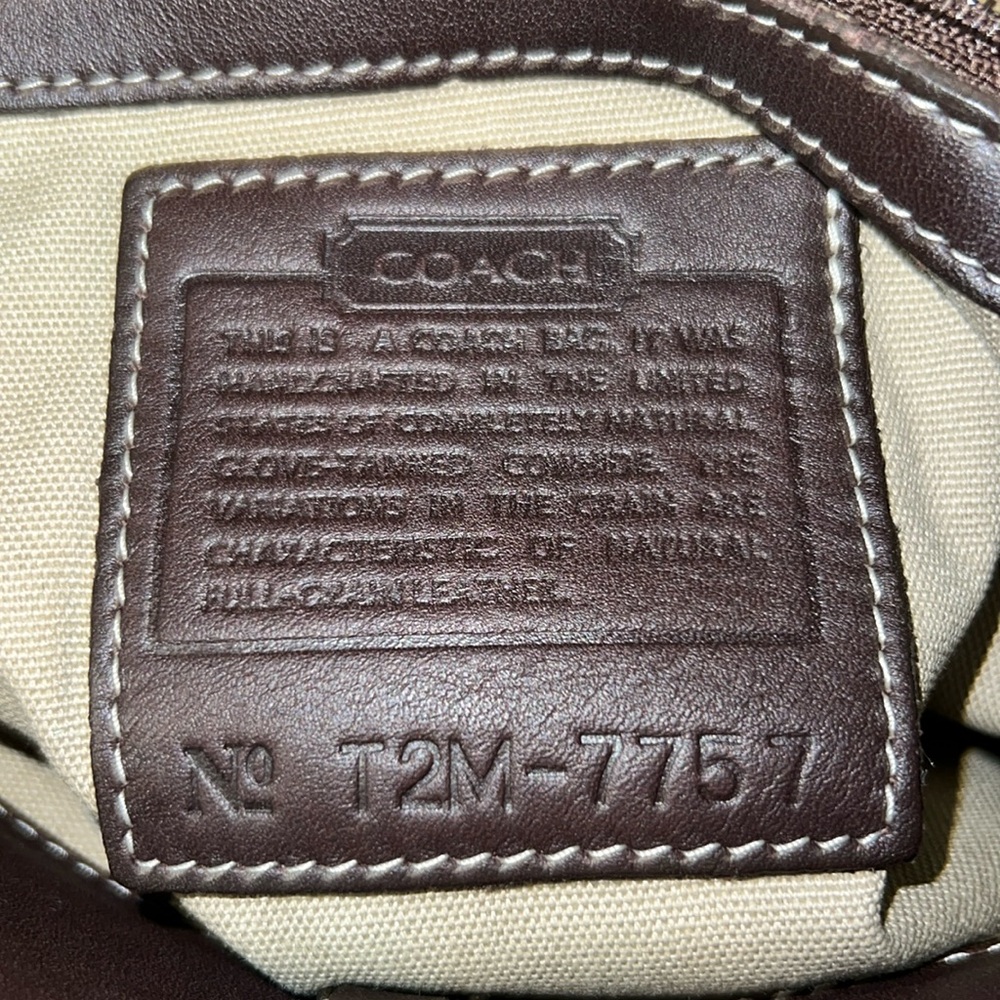 COACH
THIS IS A COACH BAG. IT WAS
HANDCRAFTED IN THE UNITED
STATES OF COMPLETELY NATURAL
GLOVE-TANNED COWHIDE. THE
VARIATIONS IN THE GRAIN ARE
CHARACTERISTIC OF NATURAL
FULL-GRAIN LEATHER.
Nº T2M-7757